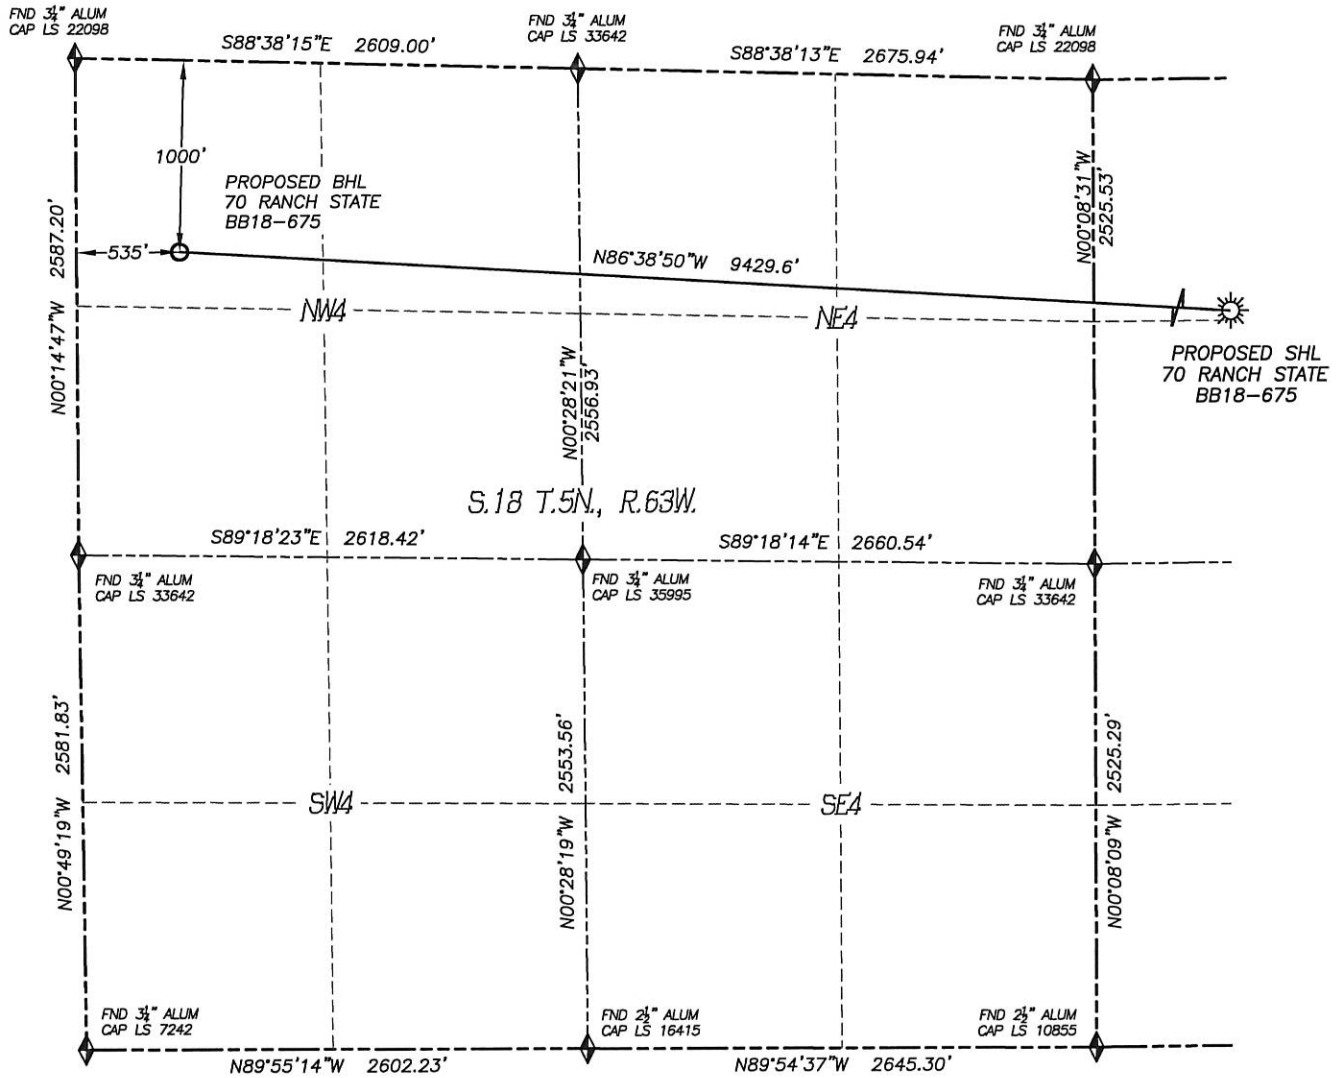 FND 3¼" ALUM
CAP LS 22098
FND 3¼" ALUM
CAP LS 33642
FND 3¼" ALUM
CAP LS 22098
S88°38'15"E 2609.00'
S88°38'13"E 2675.94'
1000'
PROPOSED BHL
70 RANCH STATE
BB18-675
535'
N00°14'47"W 2587.20'
N00°08'31"W
2525.53'
N86°38'50"W 9429.6'
NW4
NE4
PROPOSED SHL
70 RANCH STATE
BB18-675
N00°28'21"W
2556.93'
S.18 T.5N., R.63W.
S89°18'23"E 2618.42'
S89°18'14"E 2660.54'
FND 3¼" ALUM
CAP LS 33642
FND 3¼" ALUM
CAP LS 35995
FND 3¼" ALUM
CAP LS 33642
N00°49'19"W 2581.83'
N00°28'19"W 2553.56'
N00°08'09"W 2525.29'
SW4
SE4
FND 3¼" ALUM
CAP LS 7242
FND 2½" ALUM
CAP LS 16415
FND 2½" ALUM
CAP LS 10855
N89°55'14"W 2602.23'
N89°54'37"W 2645.30'